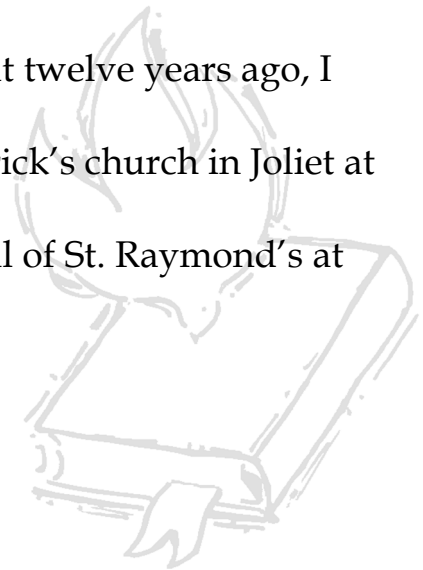 t twelve years ago, I
ick’s church in Joliet at
l of St. Raymond’s at